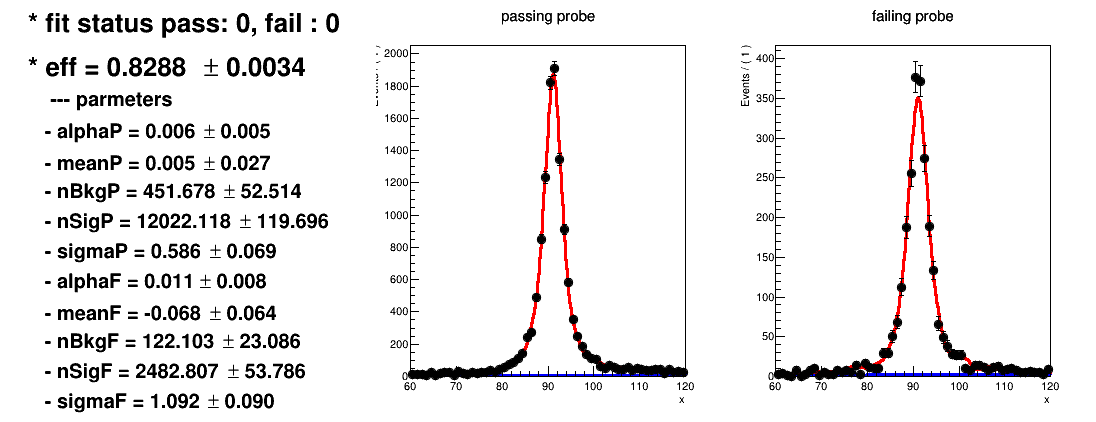 * fit status pass: 0, fail : 0
* eff = 0.8288 ± 0.0034
--- parmeters
- alphaP = 0.006 ± 0.005
- meanP = 0.005 ± 0.027
- nBkgP = 451.678 ± 52.514
- nSigP = 12022.118 ± 119.696
- sigmaP = 0.586 ± 0.069
- alphaF = 0.011 ± 0.008
- meanF = -0.068 ± 0.064
- nBkgF = 122.103 ± 23.086
- nSigF = 2482.807 ± 53.786
- sigmaF = 1.092 ± 0.090
passing probe
2000
1800
1600
1400
1200
1000
800
600
400
200
0
60 70 80 90 100 110 120
x
failing probe
Events / ( 1 )
400
350
300
250
200
150
100
50
0
60 70 80 90 100 110 120
x